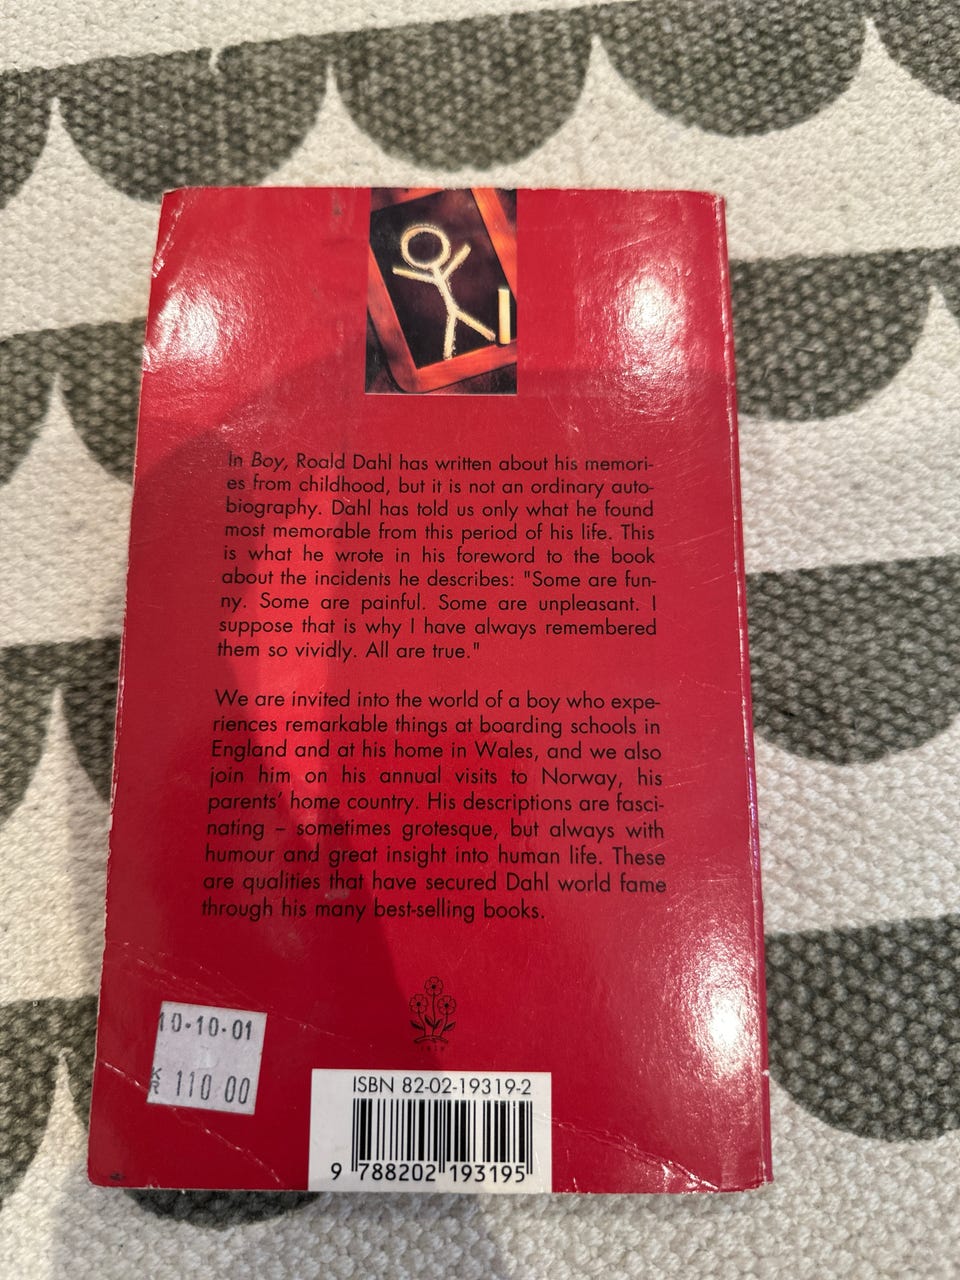 In Boy, Roald Dahl has written about his memori-
es from childhood, but it is not an ordinary auto-
biography. Dahl has told us only what he found
most memorable from this period of his life. This
is what he wrote in his foreword to the book
about the incidents he describes: "Some are fun-
ny. Some are painful. Some are unpleasant. I
suppose that is why I have always remembered
them so vividly. All are true."
We are invited into the world of a boy who expe-
riences remarkable things at boarding schools in
England and at his home in Wales, and we also
join him on his annual visits to Norway, his
parents' home country. His descriptions are fasci-
nating – sometimes grotesque, but always with
humour and great insight into human life. These
are qualities that have secured Dahl world fame
through his many best-selling books.
10-10-01
KR 110 00
ISBN 82-02-19319-2
9 788202 193195